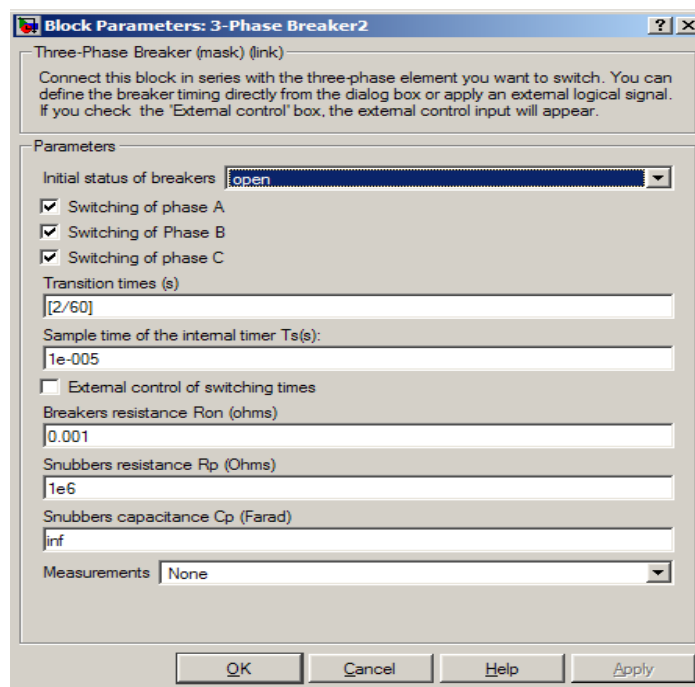 Block Parameters: 3-Phase Breaker2
Three-Phase Breaker (mask) (link)
Connect this block in series with the three-phase element you want to switch. You can
define the breaker timing directly from the dialog box or apply an external logical signal.
If you check the 'External control' box, the external control input will appear.
Parameters
Initial status of breakers open
Switching of phase A
Switching of Phase B
Switching of phase C
Transition times (s)
[2/60]
Sample time of the internal timer Ts(s):
1e-005
External control of switching times
Breakers resistance Ron (ohms)
0.001
Snubbers resistance Rp (Ohms)
1e6
Snubbers capacitance Cp (Farad)
inf
Measurements None
OK Cancel Help Apply